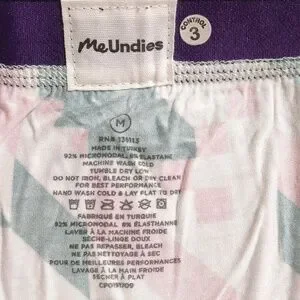 MeUndies
CONTROL
3
M
RN# 135113
MADE IN TURKEY
92% MICROMODAL, 8% ELASTANE
MACHINE WASH COLD
TUMBLE DRY LOW
DO NOT IRON, BLEACH OR DRY CLEAN
FOR BEST PERFORMANCE
HAND WASH COLD & LAY FLAT TO DRY
FABRIQUÉ EN TURQUIE
92% MICROMODAL 8% ÉLASTHANNE
LAVER À LA MACHINE FROIDE
SÈCHE-LINGE DOUX
NE PAS REPASSER, BLEACH
NE PAS NETTOYAGE À SEC
POUR DE MEILLEURES PERFORMANCES
LAVAGE À LA MAIN FROIDE
SÉCHER À PLAT